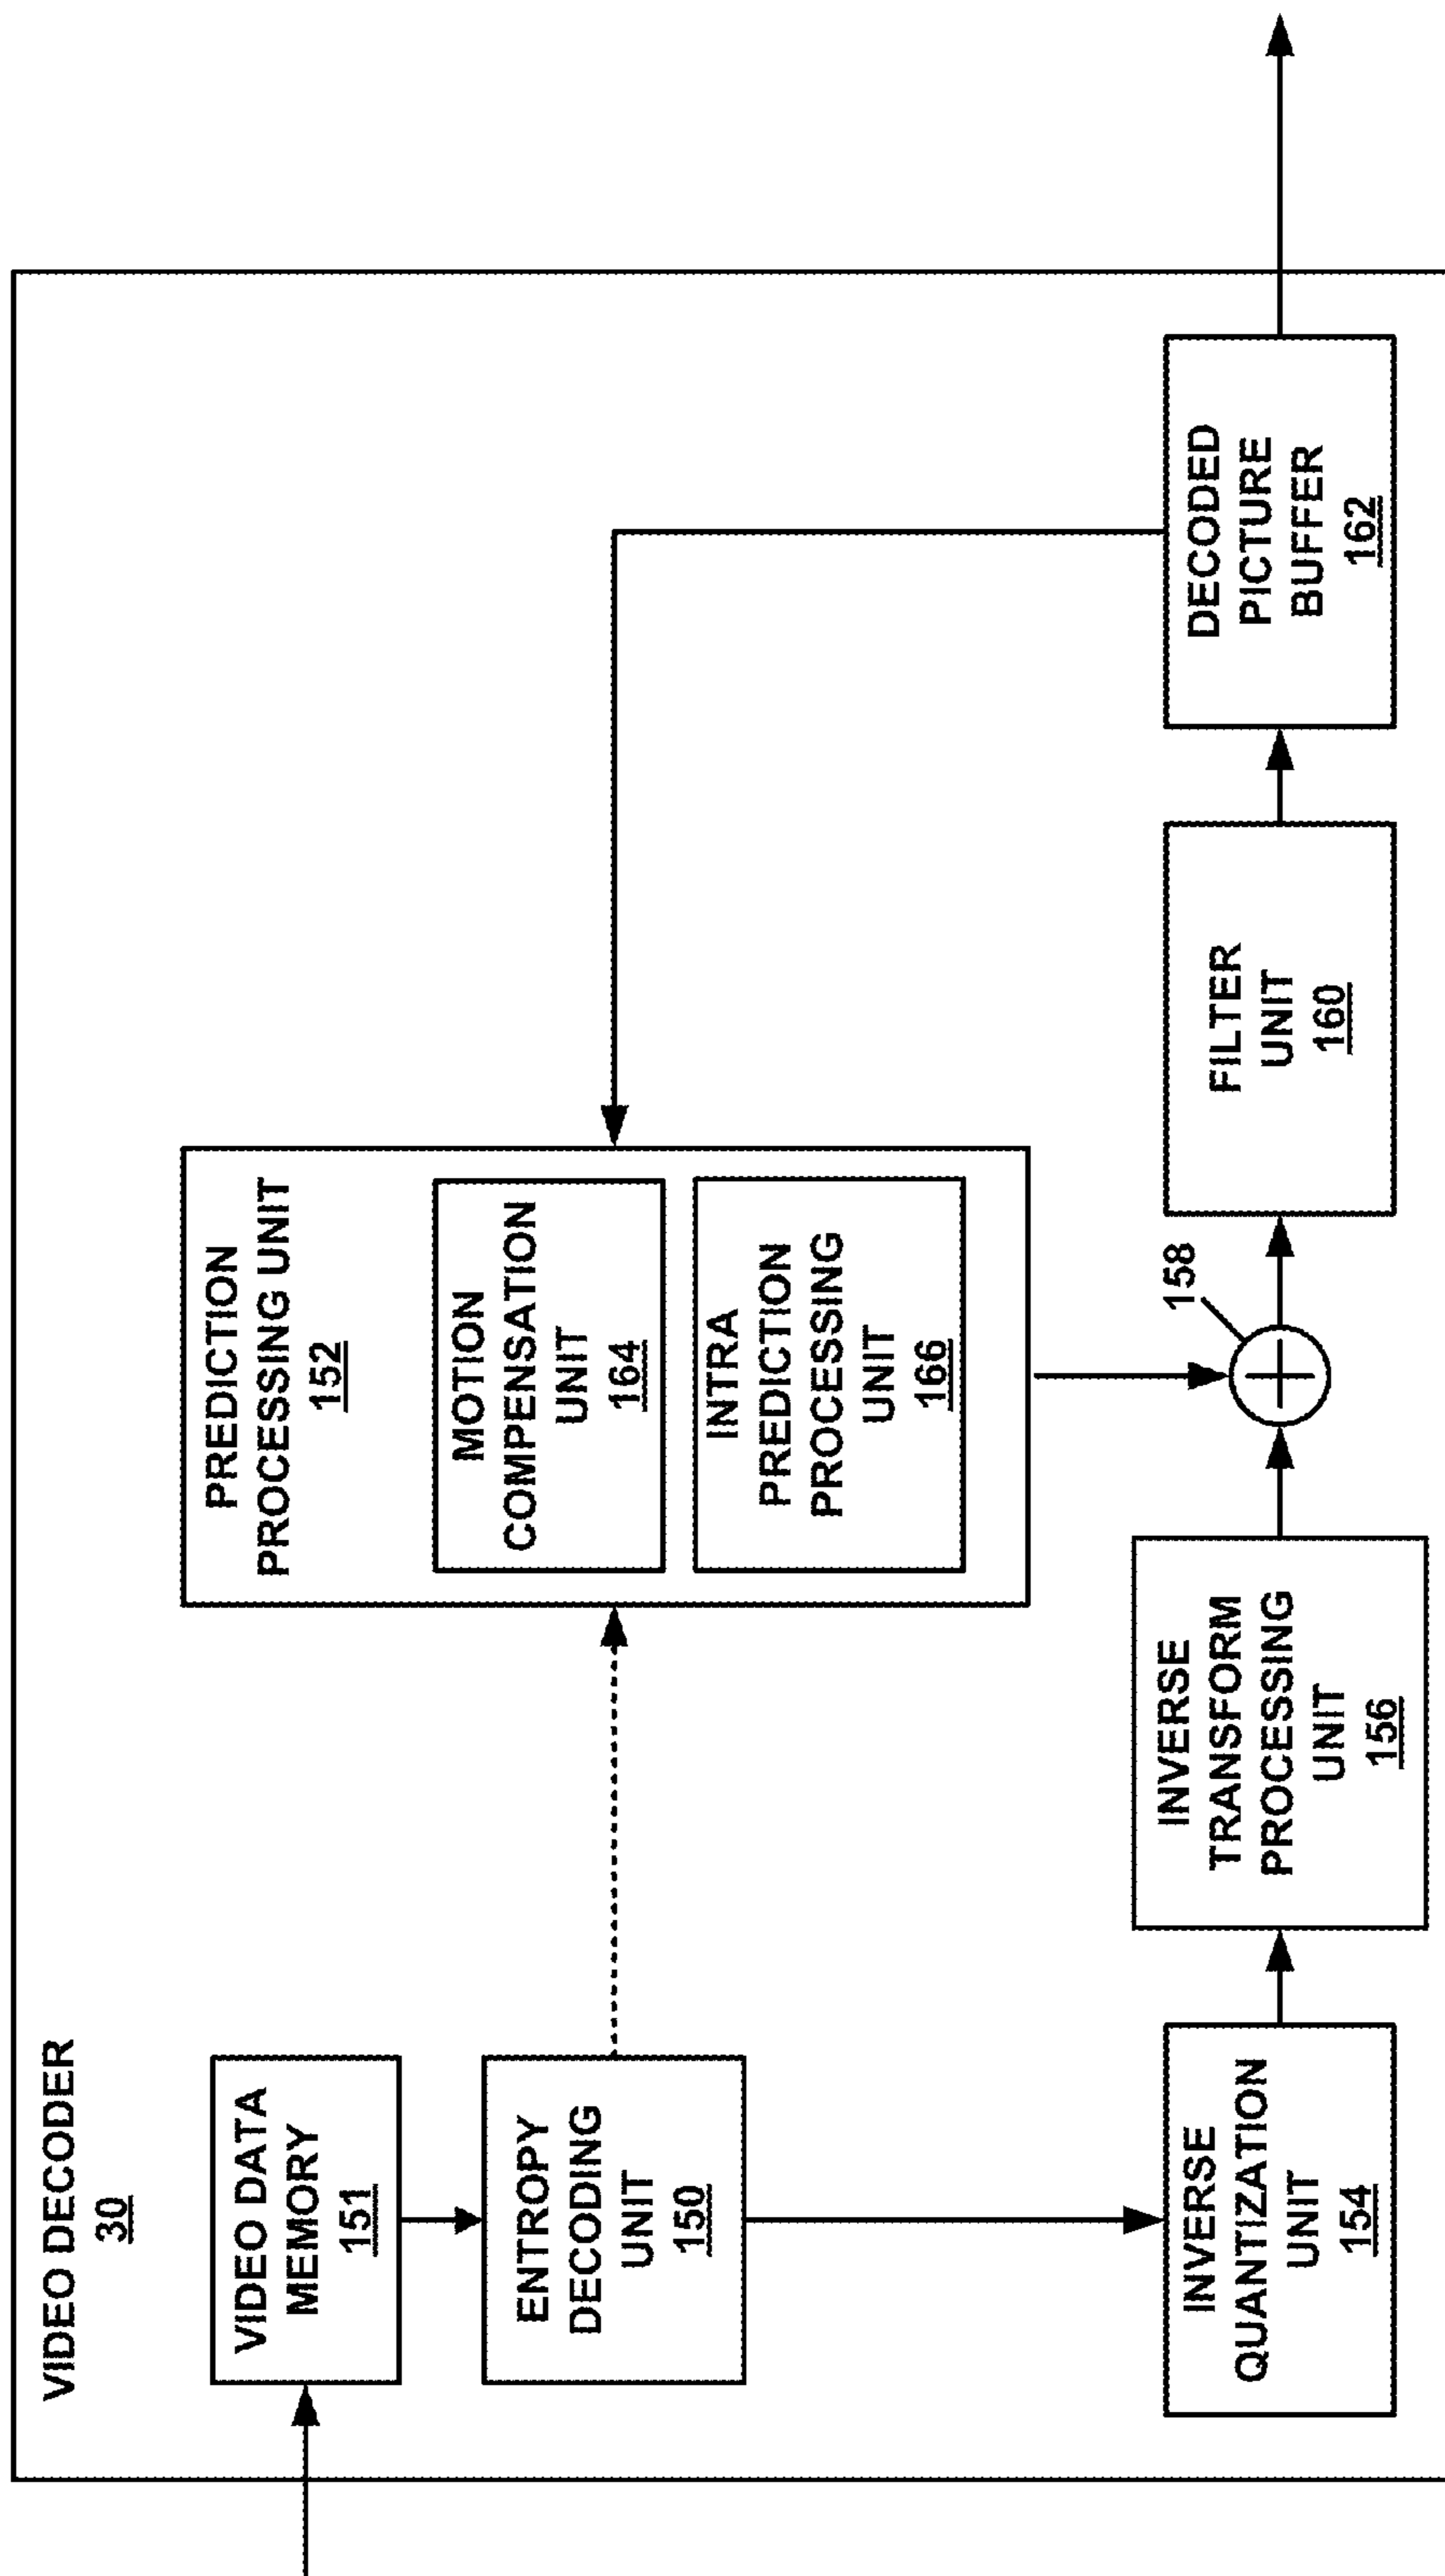 VIDEO DECODER
30
VIDEO DATA
MEMORY
151
ENTROPY
DECODING
UNIT
150
PREDICTION
PROCESSING UNIT
152
MOTION
COMPENSATION
UNIT
164
INTRA
PREDICTION
PROCESSING
UNIT
166
INVERSE
QUANTIZATION
UNIT
154
INVERSE
TRANSFORM
PROCESSING
UNIT
156
158
FILTER
UNIT
160
DECODED
PICTURE
BUFFER
162